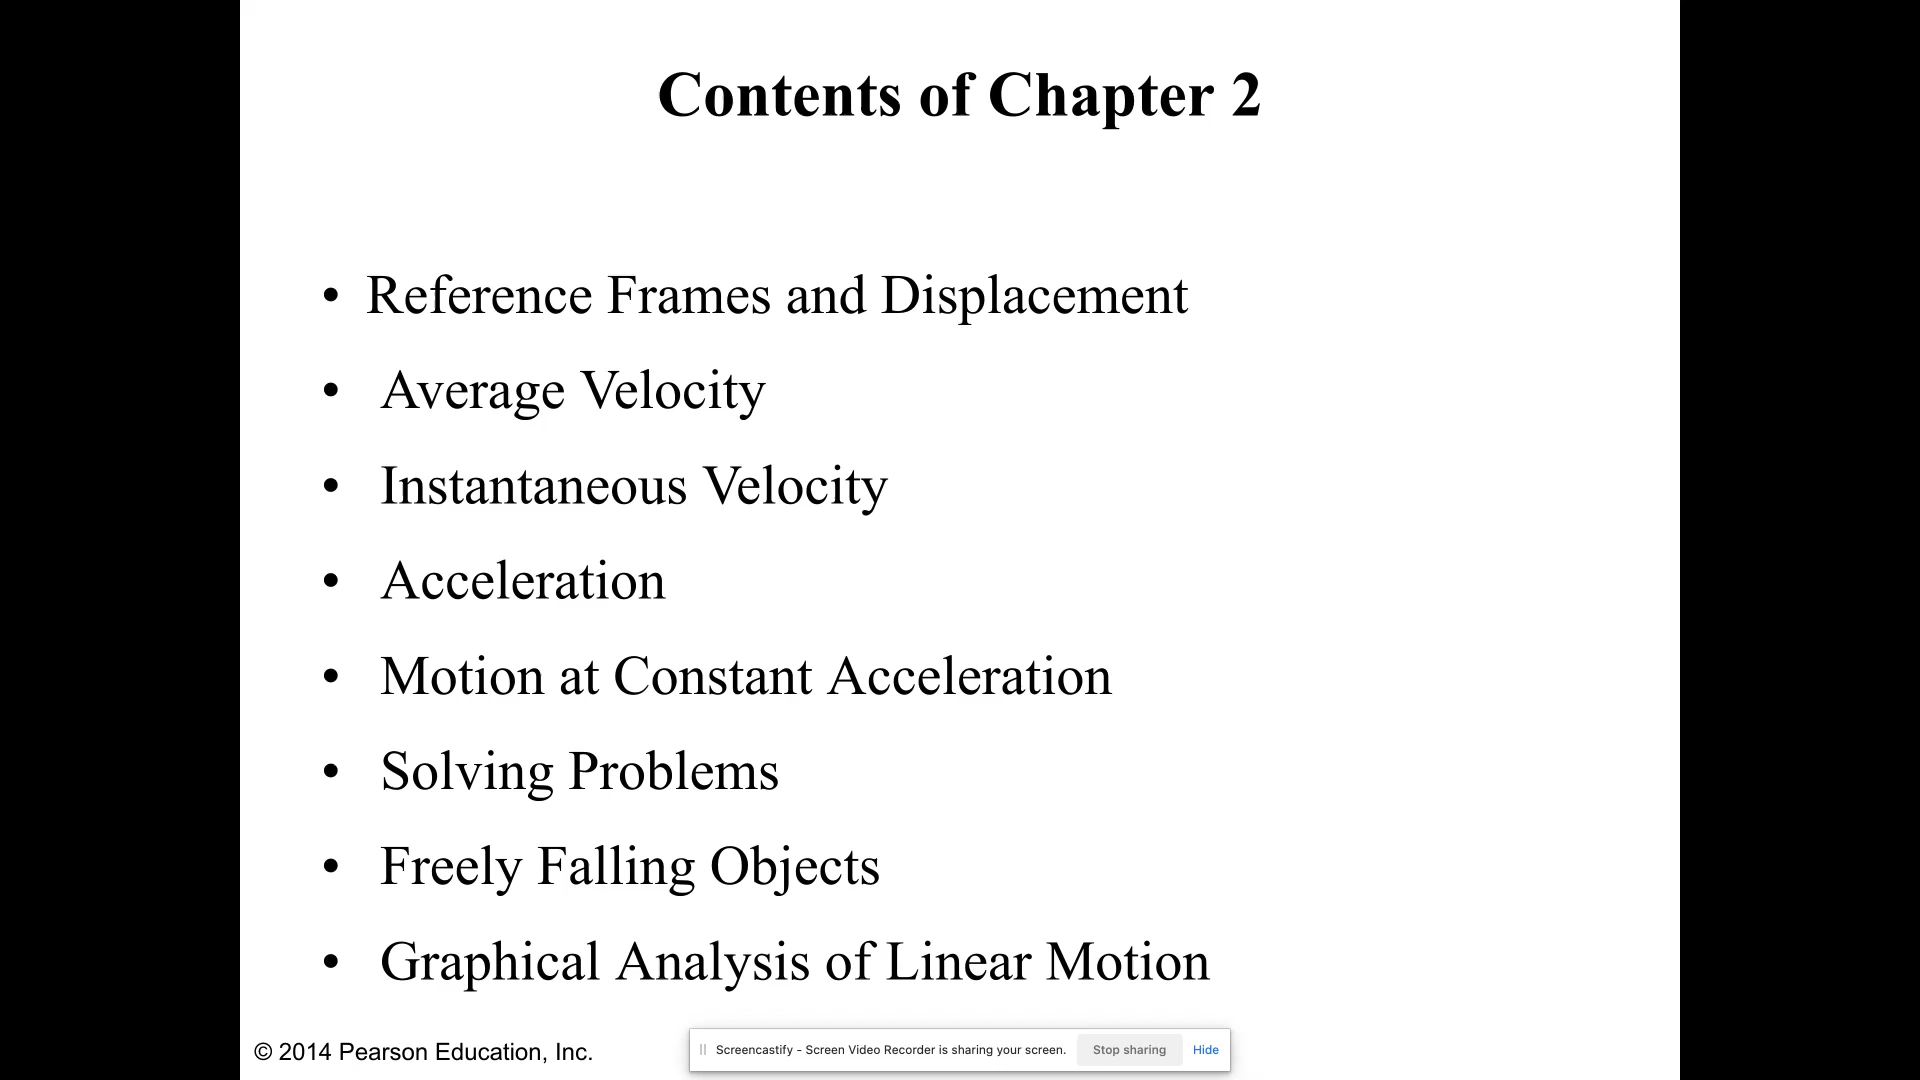 Contents of Chapter 2
• Reference Frames and Displacement
• Average Velocity
• Instantaneous Velocity
• Acceleration
• Motion at Constant Acceleration
• Solving Problems
• Freely Falling Objects
• Graphical Analysis of Linear Motion
© 2014 Pearson Education, Inc.
Screencastify - Screen Video Recorder is sharing your screen. Stop sharing Hide